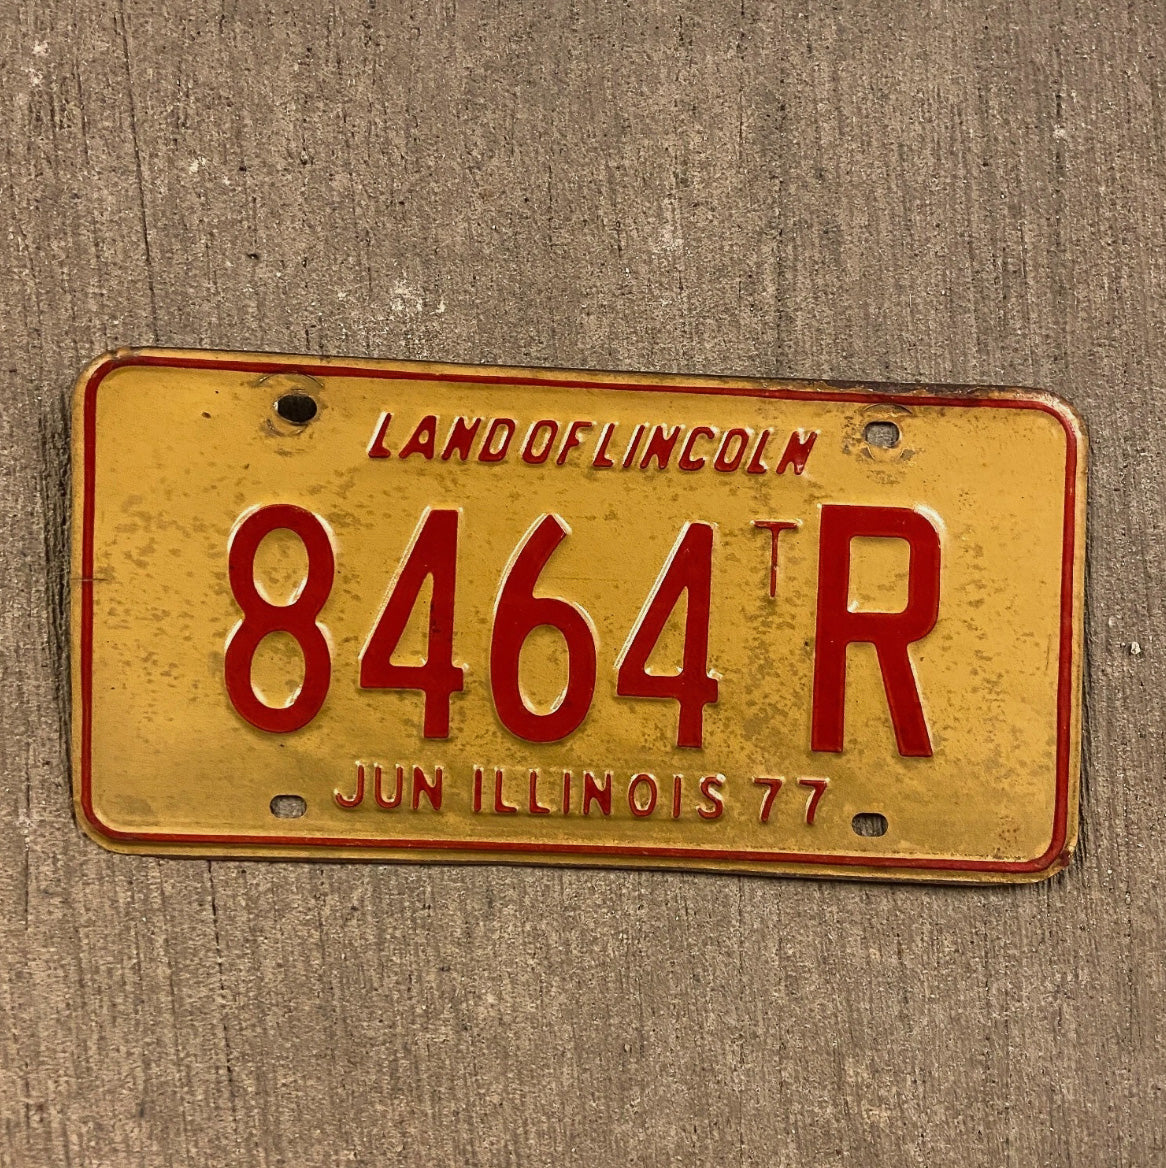 LAND OF LINCOLN
8464 T R
JUN ILLINOIS 77